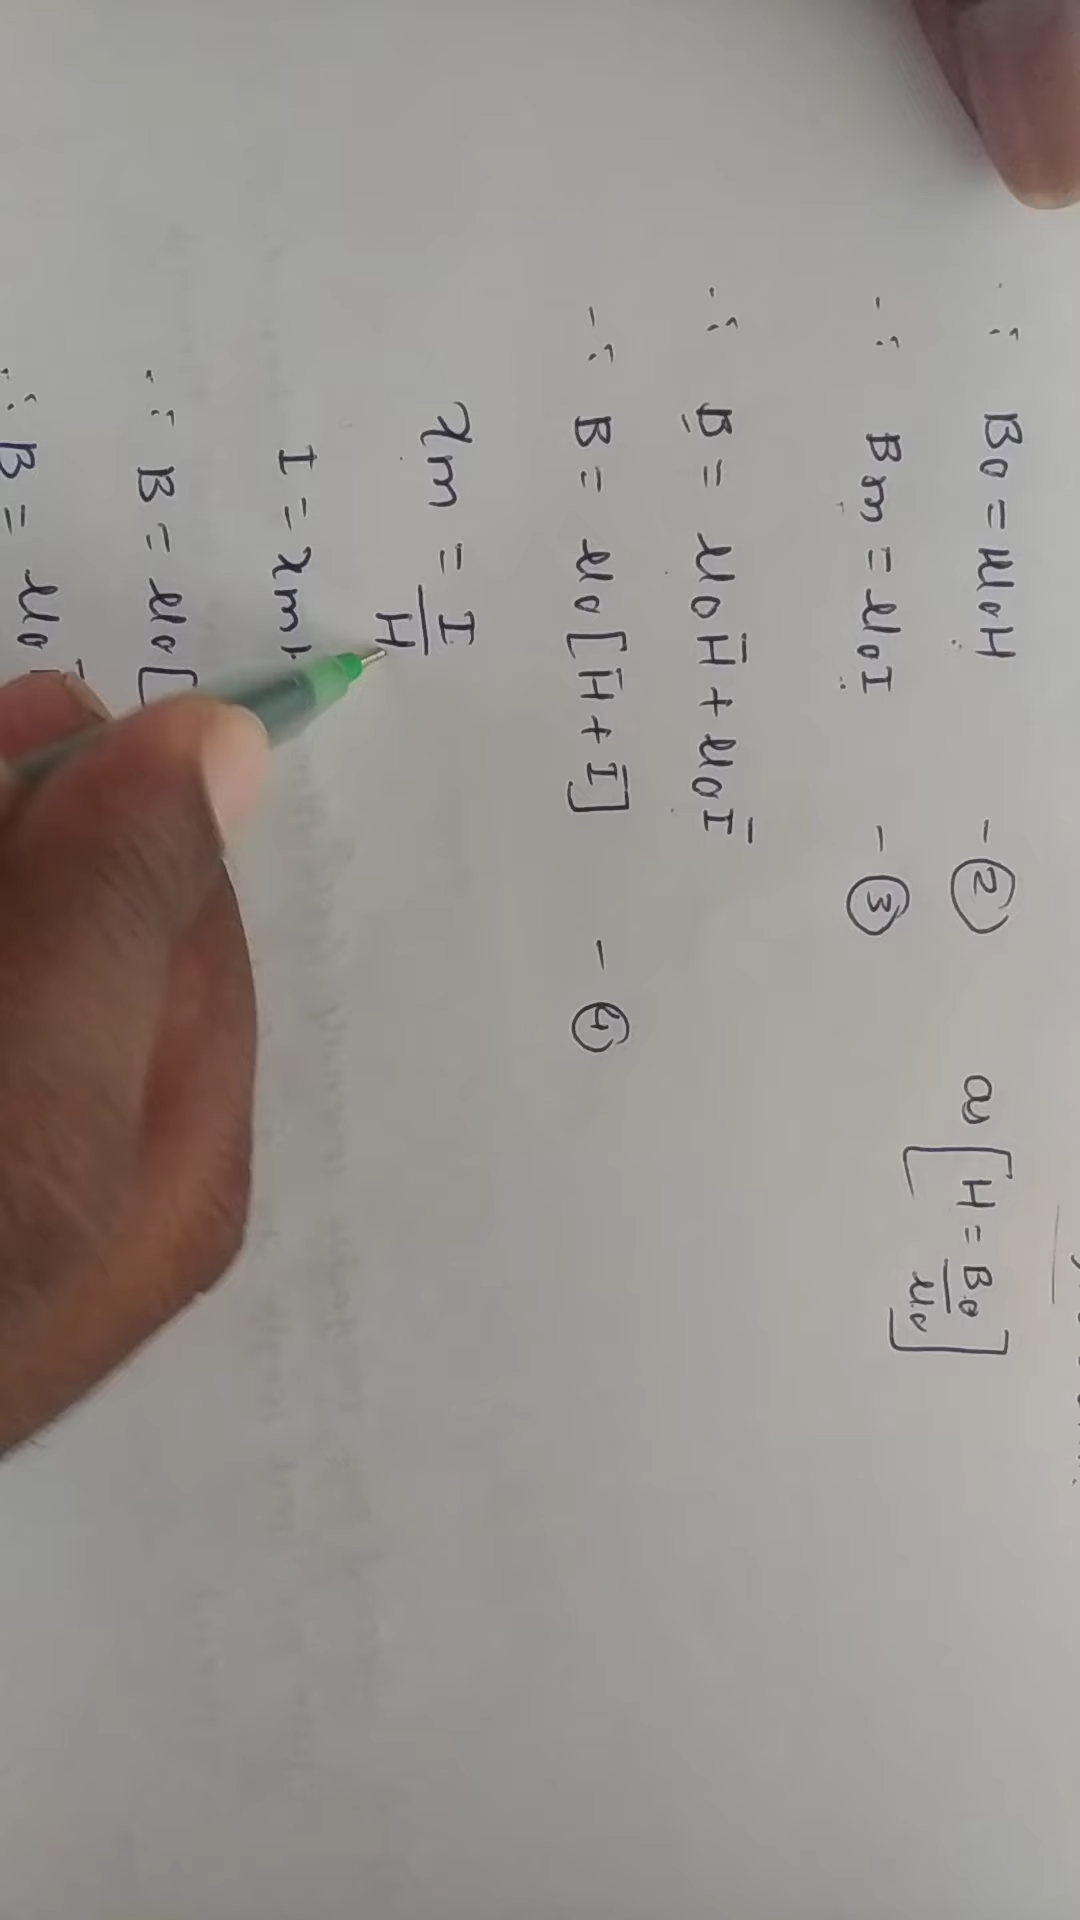 ∴ B₀ = μ₀H - ② as [H = B₀/μ₀]
∴ Bm = μ₀I - ③
∴ B = μ₀H̄ + μ₀Ī
∴ B = μ₀[H̄ + Ī] - ④
χm = I/H
I = χm
∴ B = μ₀[
∴ B = μ₀